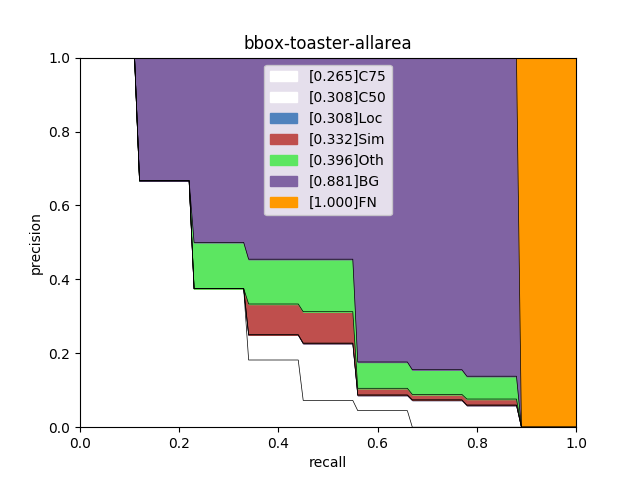 bbox-toaster-allarea
1.0
0.8
0.6
0.4
0.2
0.0
precision
[0.265]C75
[0.308]C50
[0.308]Loc
[0.332]Sim
[0.396]Oth
[0.881]BG
[1.000]FN
0.0 0.2 0.4 0.6 0.8 1.0
recall